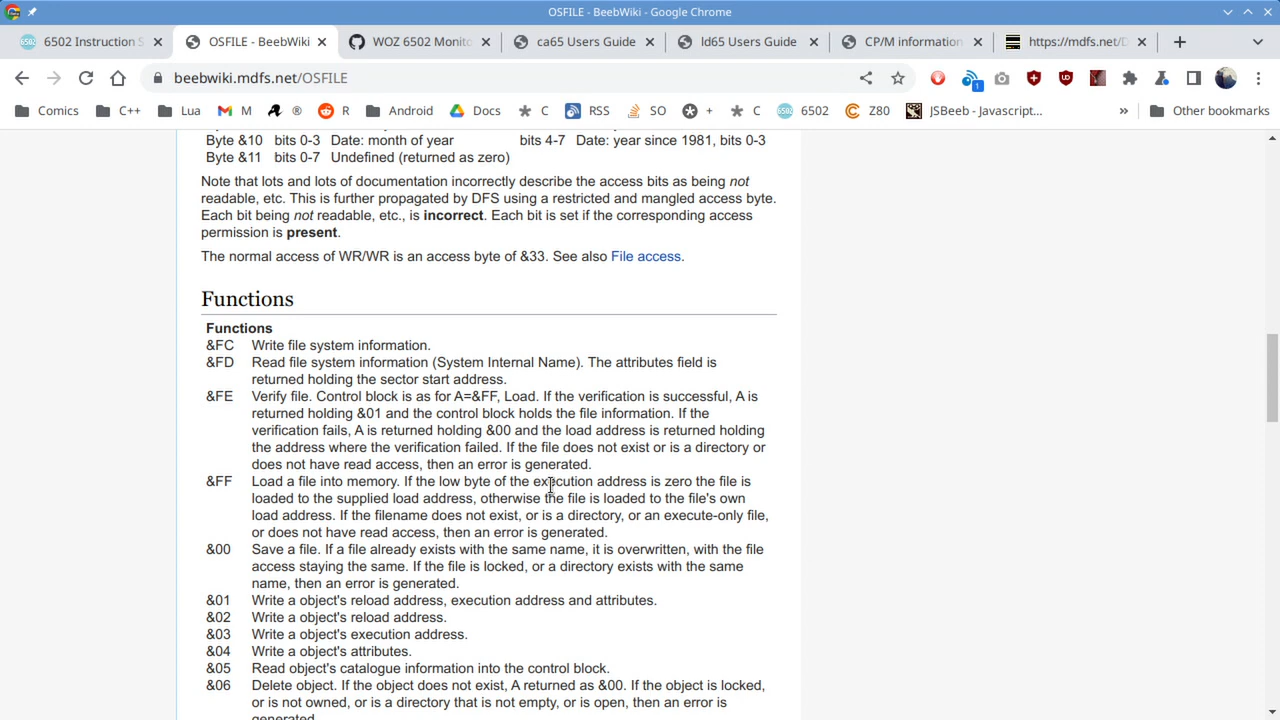 OSFILE - BeebWiki - Google Chrome
6502 Instruction S
OSFILE - BeebWiki
WOZ 6502 Monito
ca65 Users Guide
ld65 Users Guide
CP/M information
https://mdfs.net/D
beebwiki.mdfs.net/OSFILE
1
Comics
C++
Lua
M
®
R
Android
Docs
C
RSS
SO
+
C
6502
Z80
JSBeeb - Javascript...
»
Other bookmarks
Byte &10 bits 0-3 Date: month of year bits 4-7 Date: year since 1981, bits 0-3
Byte &11 bits 0-7 Undefined (returned as zero)
Note that lots and lots of documentation incorrectly describe the access bits as being not
readable, etc. This is further propagated by DFS using a restricted and mangled access byte.
Each bit being not readable, etc., is incorrect. Each bit is set if the corresponding access
permission is present.
The normal access of WR/WR is an access byte of &33. See also File access.
Functions
Functions
&FC Write file system information.
&FD Read file system information (System Internal Name). The attributes field is
returned holding the sector start address.
&FE Verify file. Control block is as for A=&FF, Load. If the verification is successful, A is
returned holding &01 and the control block holds the file information. If the
verification fails, A is returned holding &00 and the load address is returned holding
the address where the verification failed. If the file does not exist or is a directory or
does not have read access, then an error is generated.
&FF Load a file into memory. If the low byte of the execution address is zero the file is
loaded to the supplied load address, otherwise the file is loaded to the file's own
load address. If the filename does not exist, or is a directory, or an execute-only file,
or does not have read access, then an error is generated.
&00 Save a file. If a file already exists with the same name, it is overwritten, with the file
access staying the same. If the file is locked, or a directory exists with the same
name, then an error is generated.
&01 Write a object's reload address, execution address and attributes.
&02 Write a object's reload address.
&03 Write a object's execution address.
&04 Write a object's attributes.
&05 Read object's catalogue information into the control block.
&06 Delete object. If the object does not exist, A returned as &00. If the object is locked,
or is not owned, or is a directory that is not empty, or is open, then an error is
generated